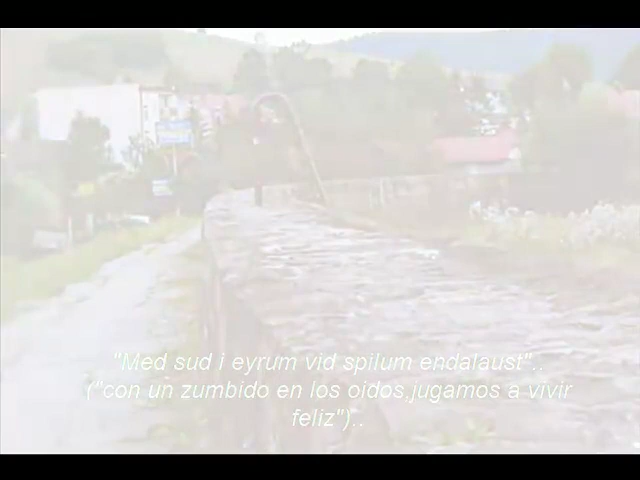 "Med sud i eyrum vid spilum endalaust"..
("con un zumbido en los oidos,jugamos a vivir
feliz")..